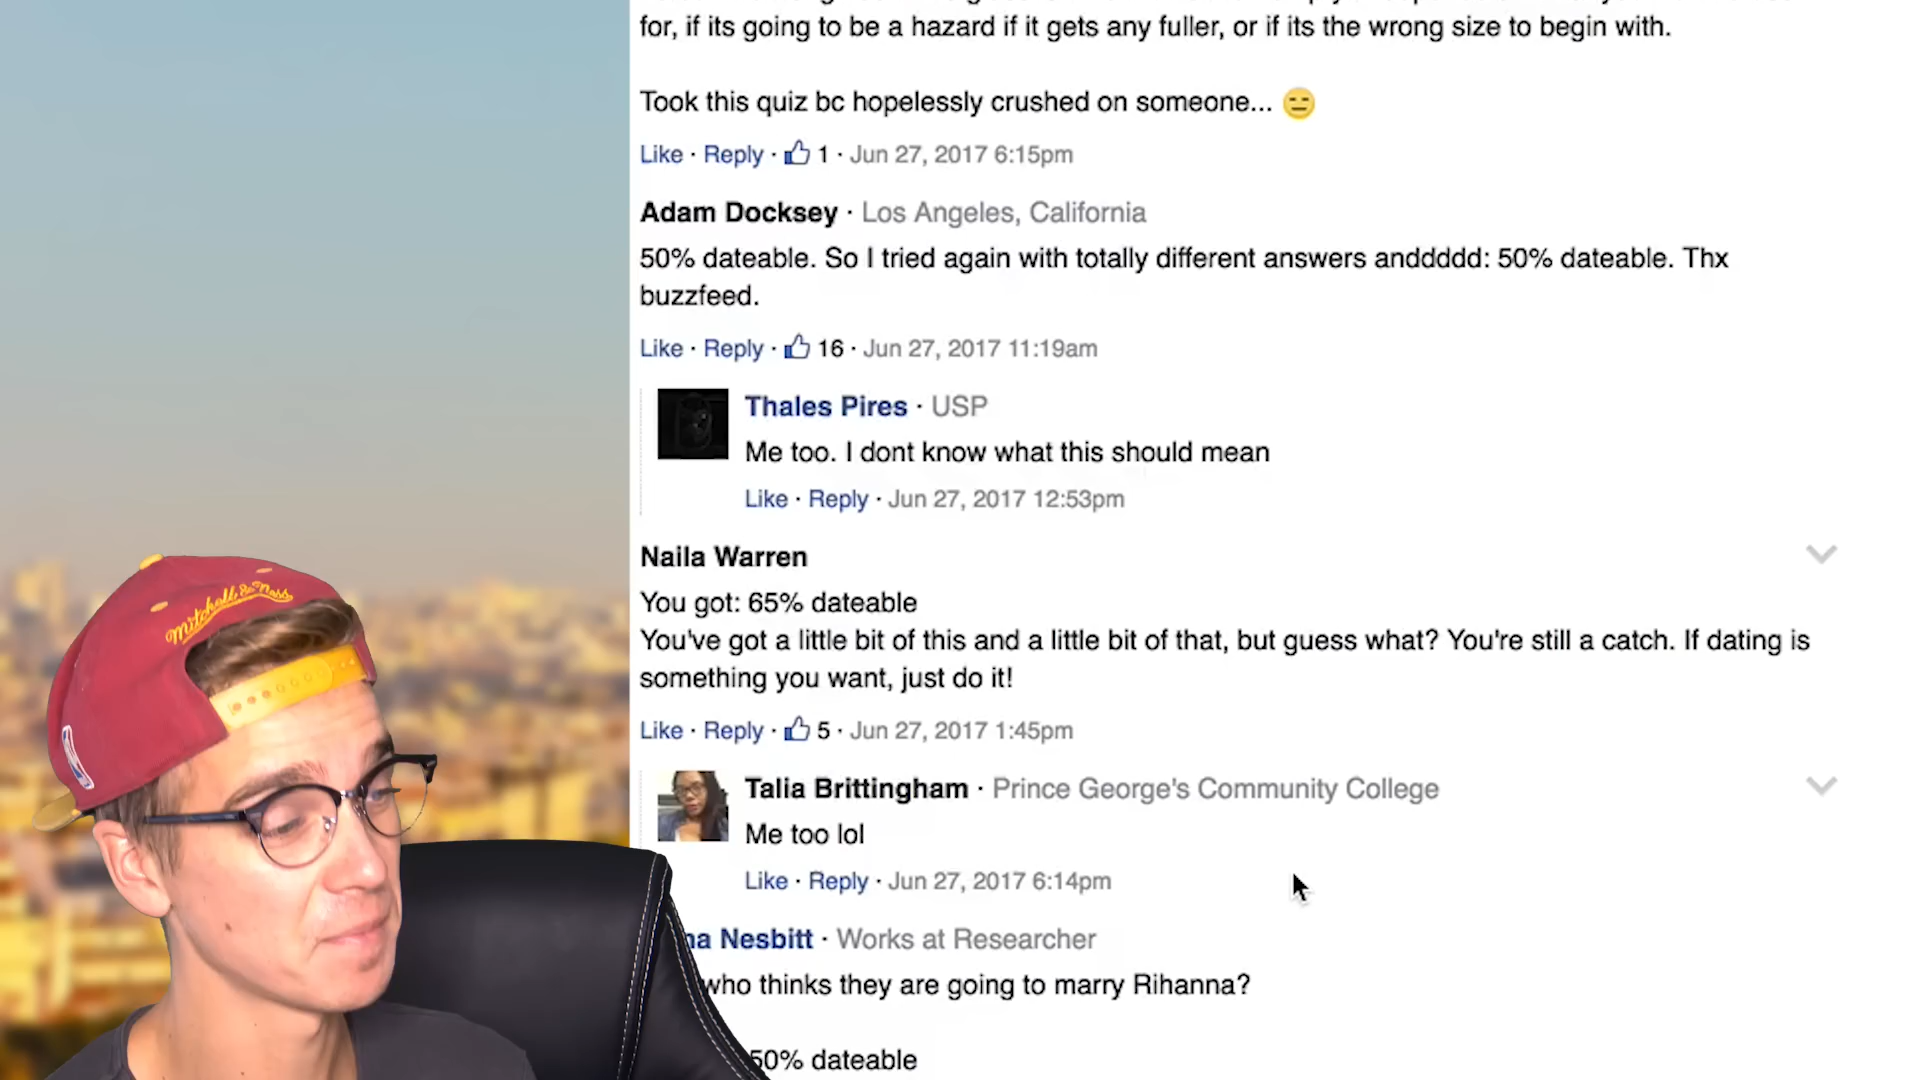 for, if its going to be a hazard if it gets any fuller, or if its the wrong size to begin with.
Took this quiz bc hopelessly crushed on someone...
Like · Reply · 1 · Jun 27, 2017 6:15pm
Adam Docksey · Los Angeles, California
50% dateable. So I tried again with totally different answers anddddd: 50% dateable. Thx
buzzfeed.
Like · Reply · 16 · Jun 27, 2017 11:19am
Thales Pires · USP
Me too. I dont know what this should mean
Like · Reply · Jun 27, 2017 12:53pm
Naila Warren
You got: 65% dateable
You've got a little bit of this and a little bit of that, but guess what? You're still a catch. If dating is
something you want, just do it!
Like · Reply · 5 · Jun 27, 2017 1:45pm
Talia Brittingham · Prince George's Community College
Me too lol
Like · Reply · Jun 27, 2017 6:14pm
Nesbitt · Works at Researcher
who thinks they are going to marry Rihanna?
50% dateable
Mitchell & Ness